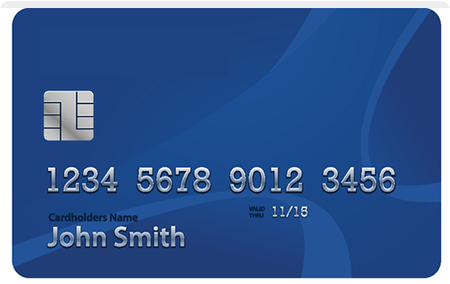 1234 5678 9012 3456
VALID
THRU 11/15
Cardholders Name
John Smith